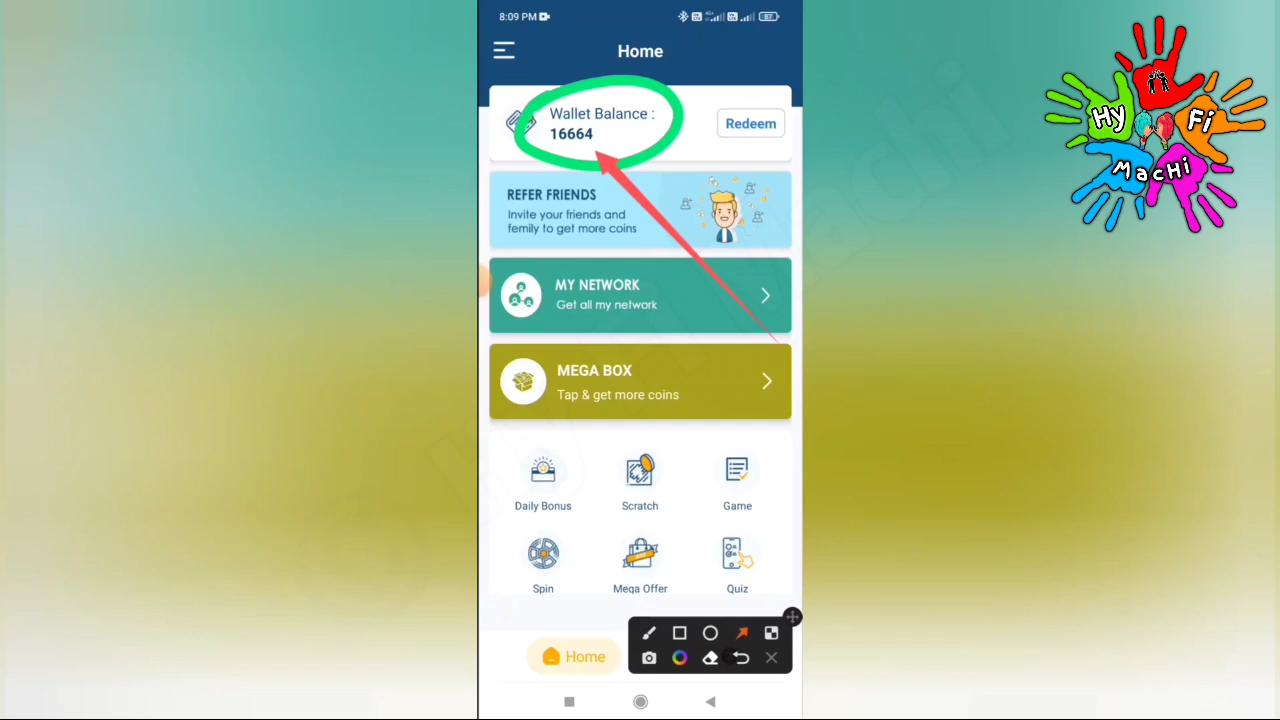 8:09 PM
87
Home
Wallet Balance :
16664
Redeem
REFER FRIENDS
Invite your friends and
femily to get more coins
MY NETWORK
Get all my network
MEGA BOX
Tap & get more coins
Daily Bonus
Scratch
Game
Spin
Mega Offer
Quiz
Home
Hy
Fi
MacHi